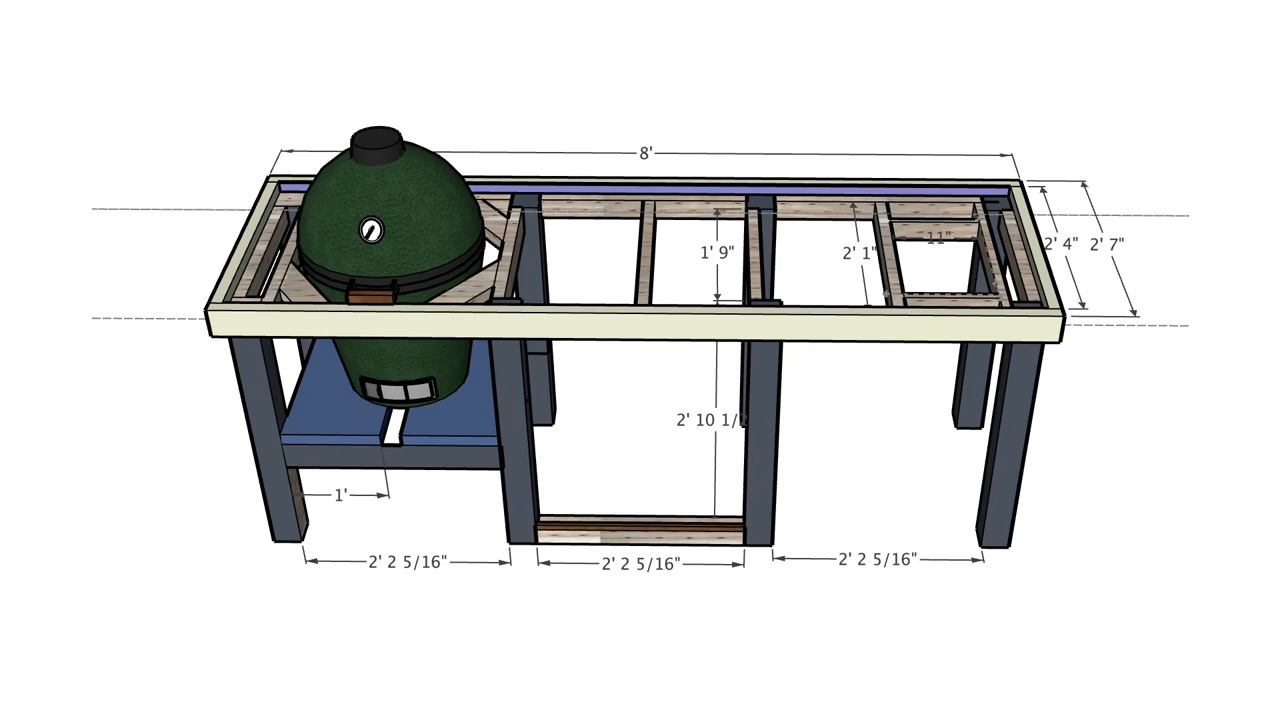 8'
1' 9"
2' 1"
11"
2' 4"
2' 7"
2' 10 1/
1'
2' 2 5/16"
2' 2 5/16"
2' 2 5/16"